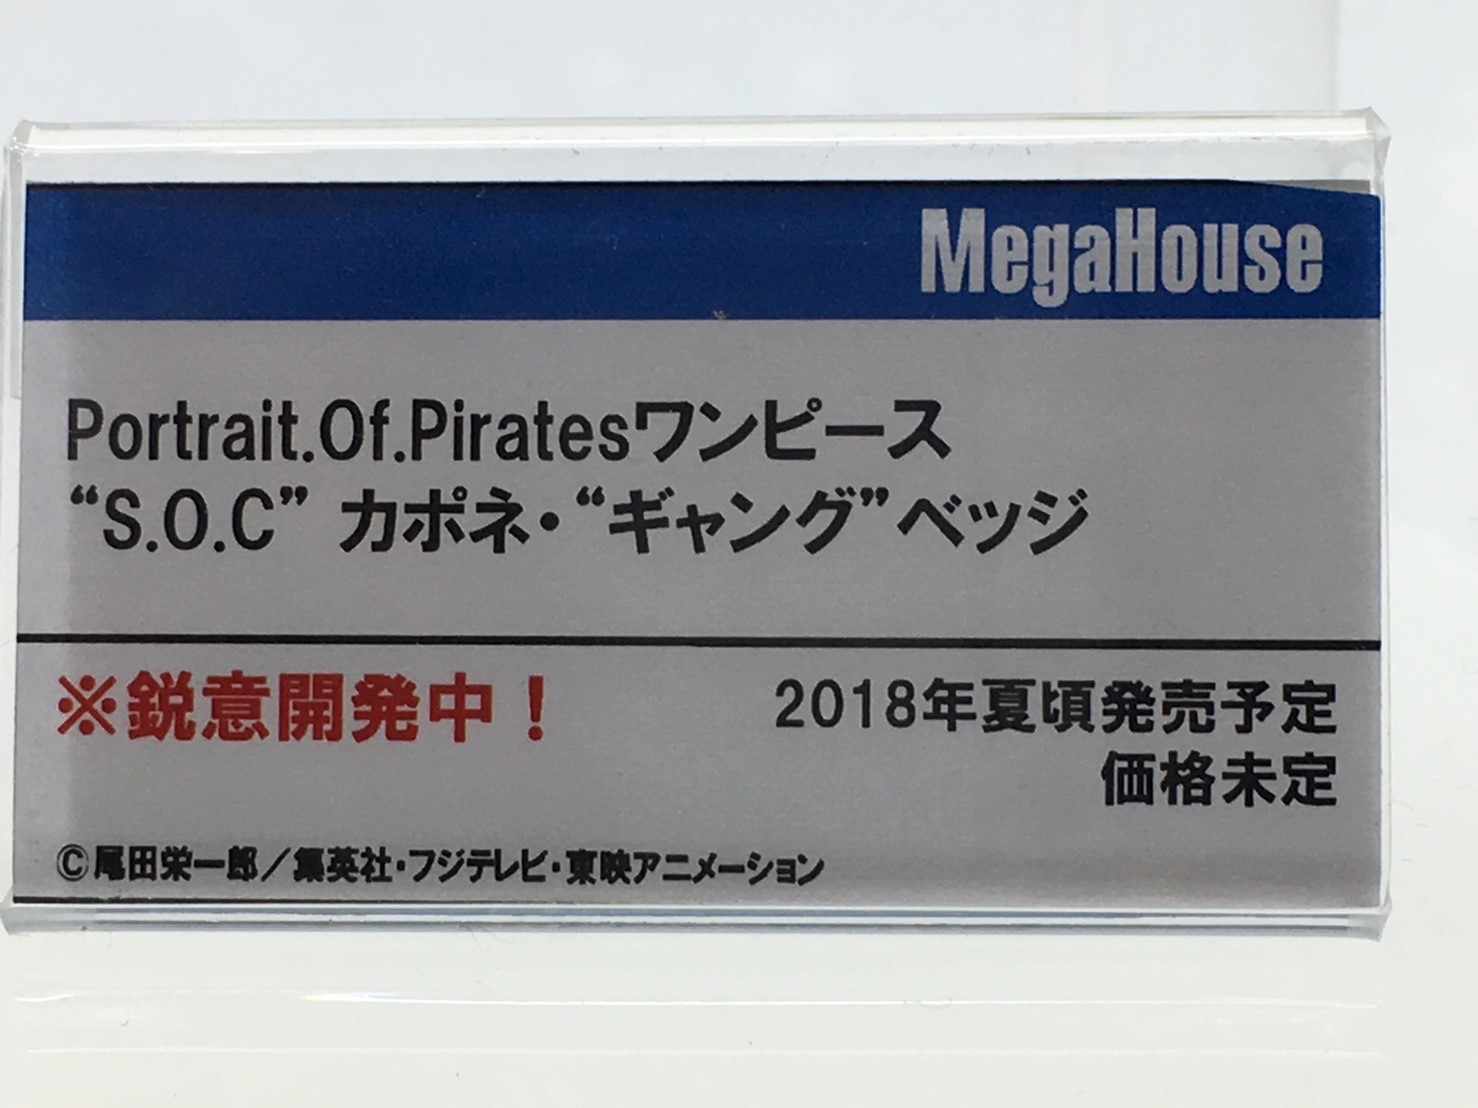 MegaHouse
Portrait.Of.Piratesワンピース
“S.O.C” カポネ・“ギャング”ベッジ
※鋭意開発中！
2018年夏頃発売予定
価格未定
©尾田栄一郎／集英社・フジテレビ・東映アニメーション